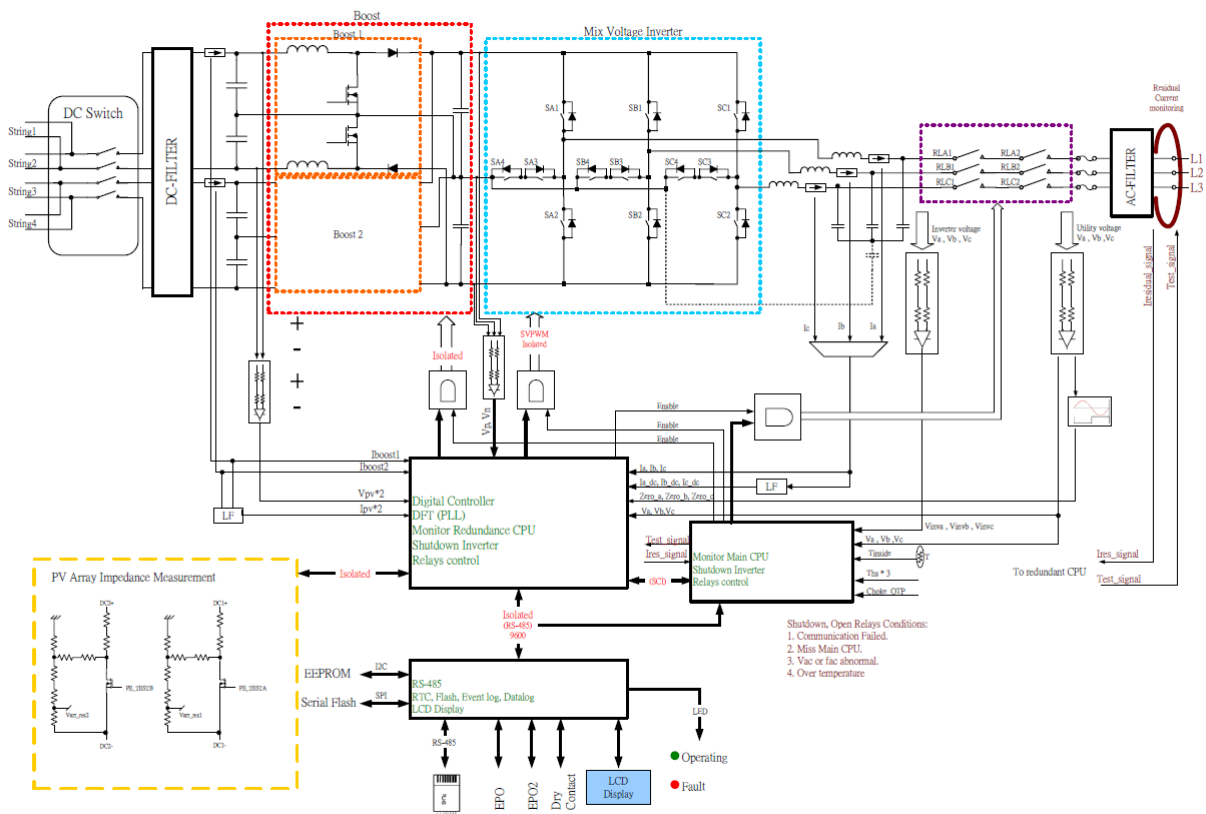 Boost
Boost 1
Mix Voltage Inverter
DC Switch
String1
String2
String3
String4
DC-FILTER
Boost 2
SA1
SB1
SC1
SA4
SA3
SB4
SB3
SC4
SC3
SA2
SB2
SC2
RLA1
RLA2
RLB1
RLB2
RLC1
RLC2
AC-FILTER
Residual
Current
monitoring
L1
L2
L3
Inverter voltage
Va , Vb , Vc
Utility voltage
Va , Vb ,Vc
Iresidual_signal
Test_signal
+
-
+
-
Isolated
SVPWM
Isolated
Vp, Vn
Ic
Ib
Ia
Enable
Enable
Enable
Iboost1
Iboost2
Vpv*2
Ipv*2
LF
Digital Controller
DFT (PLL)
Monitor Redundance CPU
Shutdown Inverter
Relays control
Ia, Ib, Ic
Ia_dc, Ib_dc, Ic_dc
LF
Zero_a, Zero_b, Zero_c
Va, Vb,Vc
Test_signal
Ires_signal
(SCI)
Monitor Main CPU
Shutdown Inverter
Relays control
Vinva , Vinvb , Vinvc
Va , Vb ,Vc
Tinside
T
Ths * 3
Choke_OTP
Ires_signal
To redundant CPU
Test_signal
PV Array Impedance Measurement
DC2+
DC1+
Varr_res2
Varr_res1
DC2-
DC1-
Isolated
Isolated
(RS-485)
9600
Shutdown, Open Relays Conditions:
1. Communication Failed.
2. Miss Main CPU.
3. Vac or fac abnormal.
4. Over temperature
EEPROM
I2C
Serial Flash
SPI
RS-485
RTC, Flash, Event log, Datalog
LCD Display
LED
Operating
Fault
RS-485
EPO
EPO2
Dry
Contact
LCD
Display